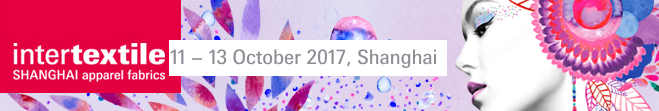 intertextile
SHANGHAI apparel fabrics
11 – 13 October 2017, Shanghai